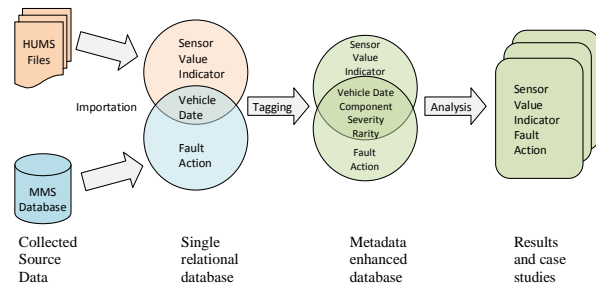 HUMS
Files
Importation
MMS
Database
Sensor
Value
Indicator
Vehicle
Date
Fault
Action
Tagging
Sensor
Value
Indicator
Vehicle Date
Component
Severity
Rarity
Fault
Action
Analysis
Sensor
Value
Indicator
Fault
Action
Collected
Source
Data
Single
relational
database
Metadata
enhanced
database
Results
and case
studies